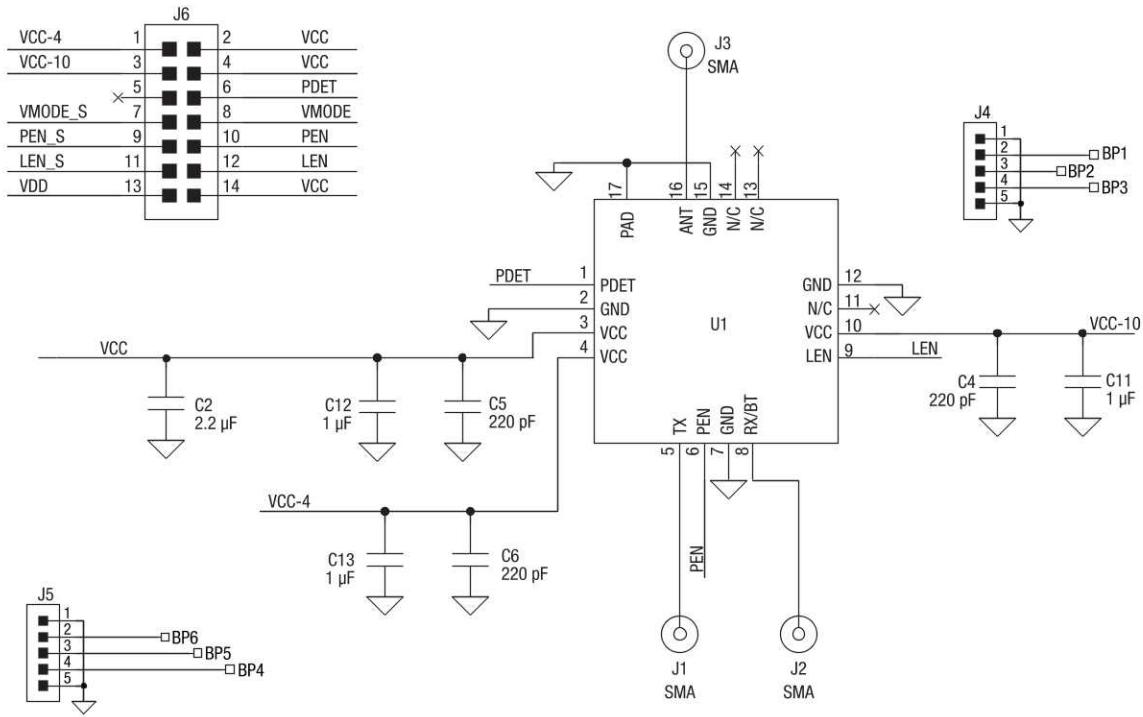 J6
VCC-4 1 2 VCC
VCC-10 3 4 VCC
5 6 PDET
VMODE_S 7 8 VMODE
PEN_S 9 10 PEN
LEN_S 11 12 LEN
VDD 13 14 VCC
J3
SMA
J4
1
2 BP1
3 BP2
4 BP3
5
17 16 15 14 13
PAD ANT GND N/C N/C
PDET 1 PDET
2 GND
VCC 3 VCC
4 VCC
U1
GND 12
N/C 11
VCC 10 VCC-10
LEN 9 LEN
TX PEN GND RX/BT
5 6 7 8
C2
2.2 µF
C12
1 µF
C5
220 pF
C4
220 pF
C11
1 µF
VCC-4
C13
1 µF
C6
220 pF
PEN
J5
1
2 BP6
3 BP5
4 BP4
5
J1
SMA
J2
SMA